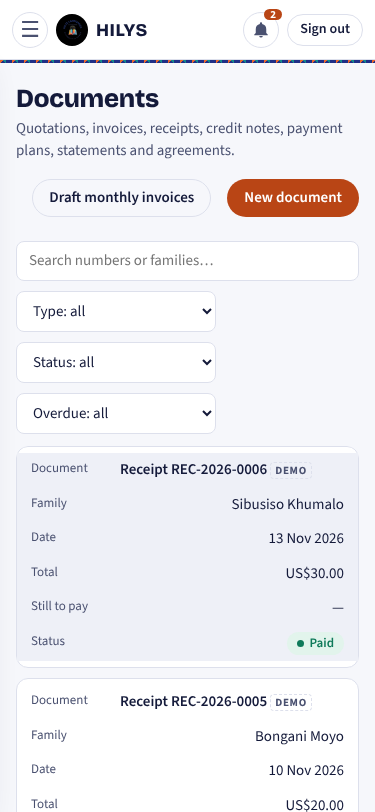 HILYS
2
Sign out
Documents
Quotations, invoices, receipts, credit notes, payment
plans, statements and agreements.
Draft monthly invoices
New document
Search numbers or families…
Type: all
Status: all
Overdue: all
Document Receipt REC-2026-0006 DEMO
Family Sibusiso Khumalo
Date 13 Nov 2026
Total US$30.00
Still to pay —
Status Paid
Document Receipt REC-2026-0005 DEMO
Family Bongani Moyo
Date 10 Nov 2026
Total US$20.00